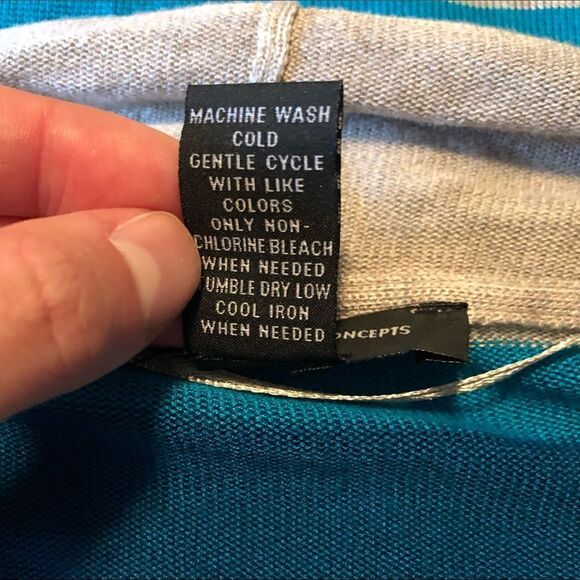 MACHINE WASH
COLD
GENTLE CYCLE
WITH LIKE
COLORS
ONLY NON-
CHLORINE BLEACH
WHEN NEEDED
TUMBLE DRY LOW
COOL IRON
WHEN NEEDED
ONCEPTS